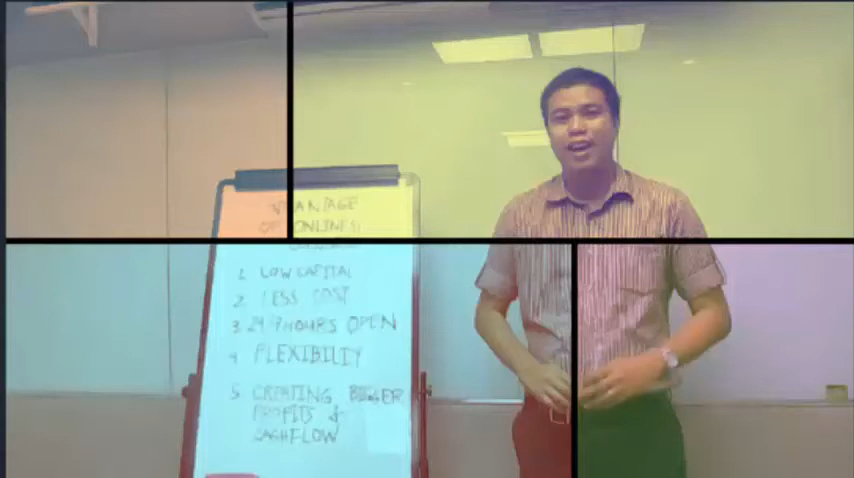 OF ONLINE
1. LOW CAPITAL
2. LESS COST
3. 24/7 HOURS OPEN
4. FLEXIBILITY
5. CREATING BIGGER
PROFITS &
CASHFLOW